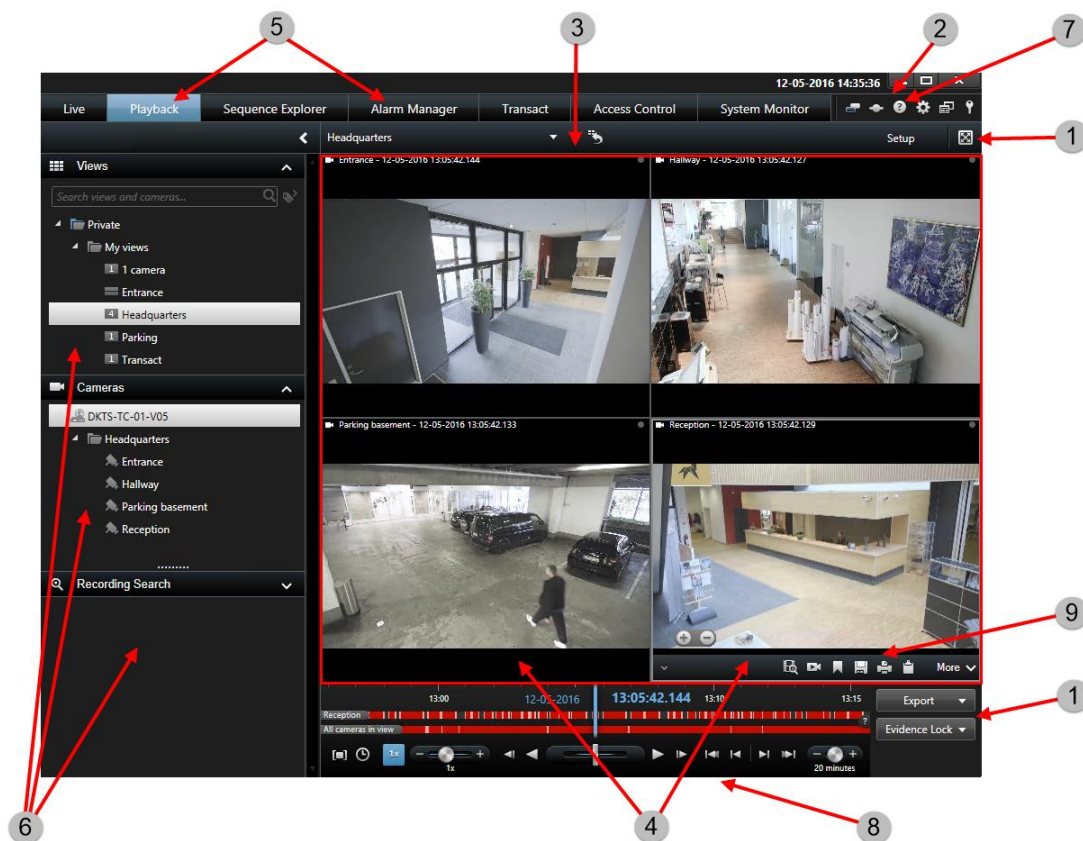 5
3
2
7
12-05-2016 14:35:36
Live Playback Sequence Explorer Alarm Manager Transact Access Control System Monitor
Headquarters
Setup
1
Views
Search views and cameras...
Private
My views
1 1 camera
Entrance
4 Headquarters
1 Parking
1 Transact
Cameras
DKTS-TC-01-V05
Headquarters
Entrance
Hallway
Parking basement
Reception
Recording Search
Entrance - 12-05-2016 13:05:42.144
Hallway - 12-05-2016 13:05:42.127
Parking basement - 12-05-2016 13:05:42.133
Reception - 12-05-2016 13:05:42.129
9
More
13:00 12-05-2016 13:05:42.144 13:10 13:15
Export
1
Reception
?
All cameras in view
Evidence Lock
1x
1x
20 minutes
6
4
8